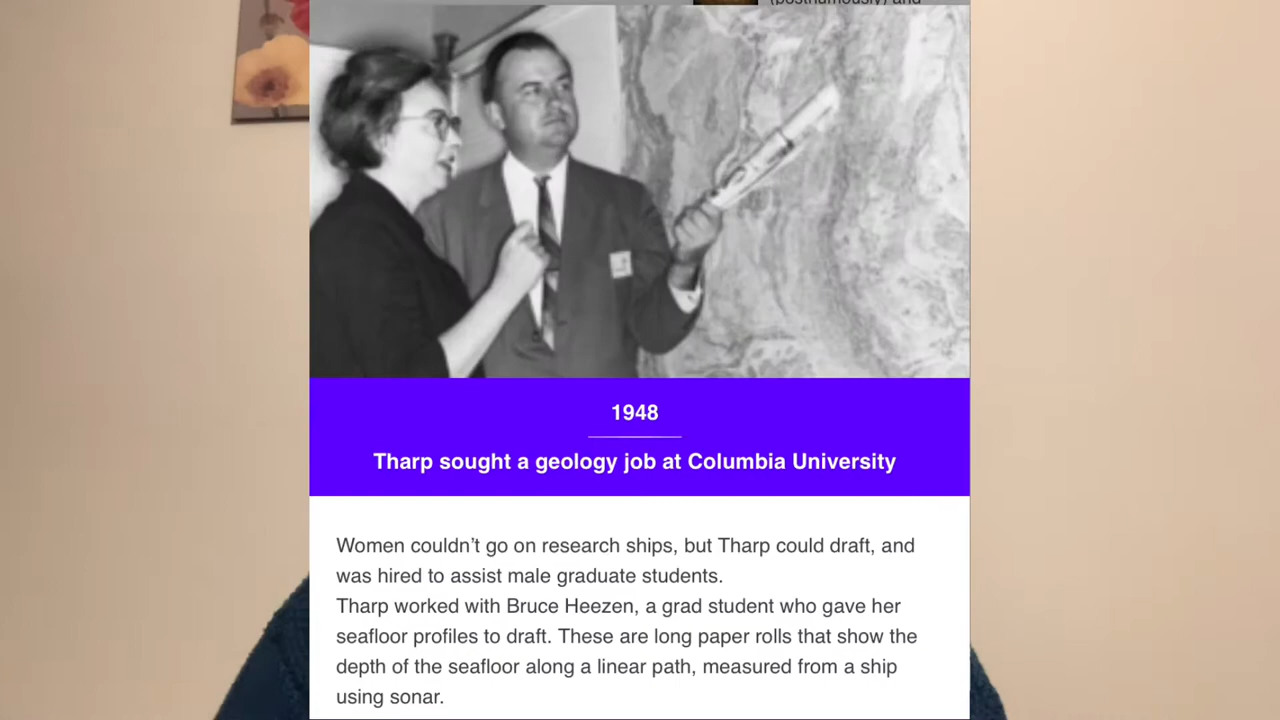 (posthumously) and
1948
Tharp sought a geology job at Columbia University
Women couldn’t go on research ships, but Tharp could draft, and
was hired to assist male graduate students.
Tharp worked with Bruce Heezen, a grad student who gave her
seafloor profiles to draft. These are long paper rolls that show the
depth of the seafloor along a linear path, measured from a ship
using sonar.